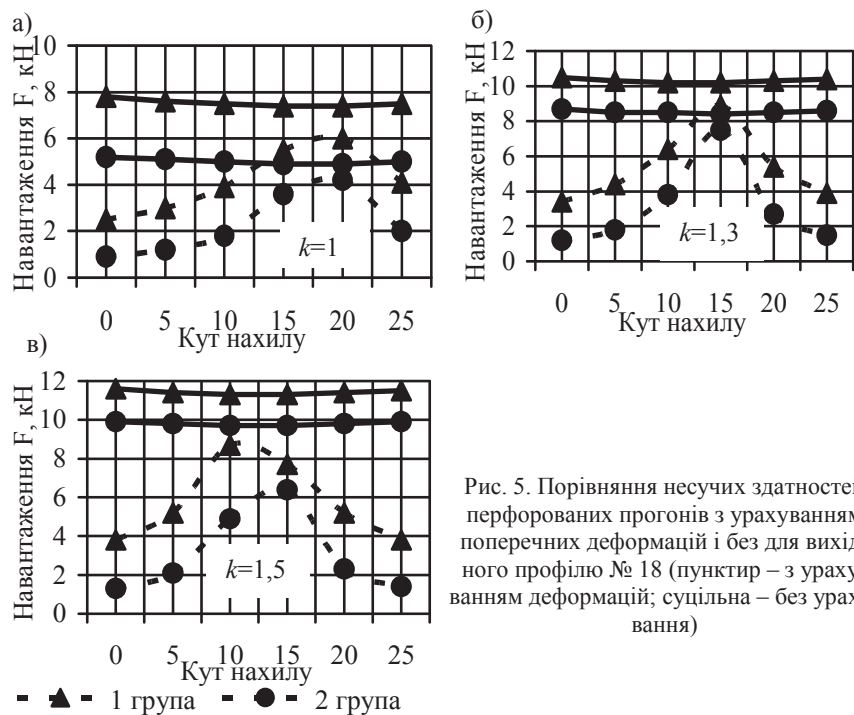 а)
Навантаження F, кН
10
8
6
4
2
0
k=1
0 5 10 15 20 25
Кут нахилу
б)
Навантаження F, кН
12
10
8
6
4
2
0
k=1,3
0 5 10 15 20 25
Кут нахилу
в)
Навантаження F, кН
12
10
8
6
4
2
0
k=1,5
0 5 10 15 20 25
Кут нахилу
1 група 2 група
Рис. 5. Порівняння несучих здатностей
перфорованих прогонів з урахуванням
поперечних деформацій і без для вихід
ного профілю № 18 (пунктир – з ураху
ванням деформацій; суцільна – без урах
вання)